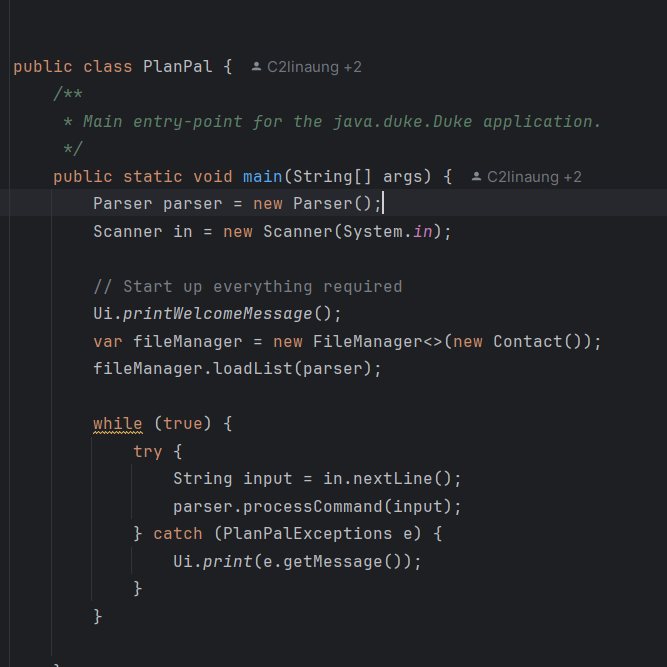 public class PlanPal { C2linaung +2
/**
* Main entry-point for the java.duke.Duke application.
*/
public static void main(String[] args) { C2linaung +2
Parser parser = new Parser();
Scanner in = new Scanner(System.in);
// Start up everything required
Ui.printWelcomeMessage();
var fileManager = new FileManager<>(new Contact());
fileManager.loadList(parser);
while (true) {
try {
String input = in.nextLine();
parser.processCommand(input);
} catch (PlanPalExceptions e) {
Ui.print(e.getMessage());
}
}